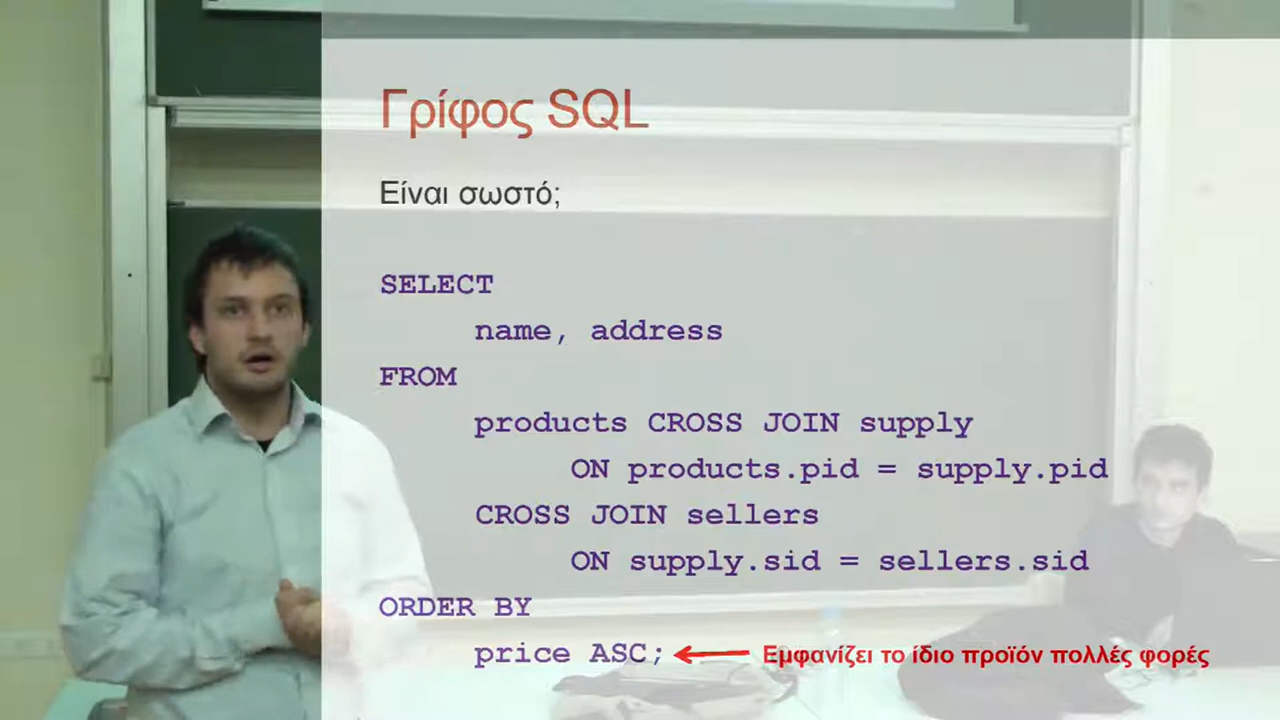 Γρίφος SQL
Είναι σωστό;
SELECT
name, address
FROM
products CROSS JOIN supply
ON products.pid = supply.pid
CROSS JOIN sellers
ON supply.sid = sellers.sid
ORDER BY
price ASC; Εμφανίζει το ίδιο προϊόν πολλές φορές